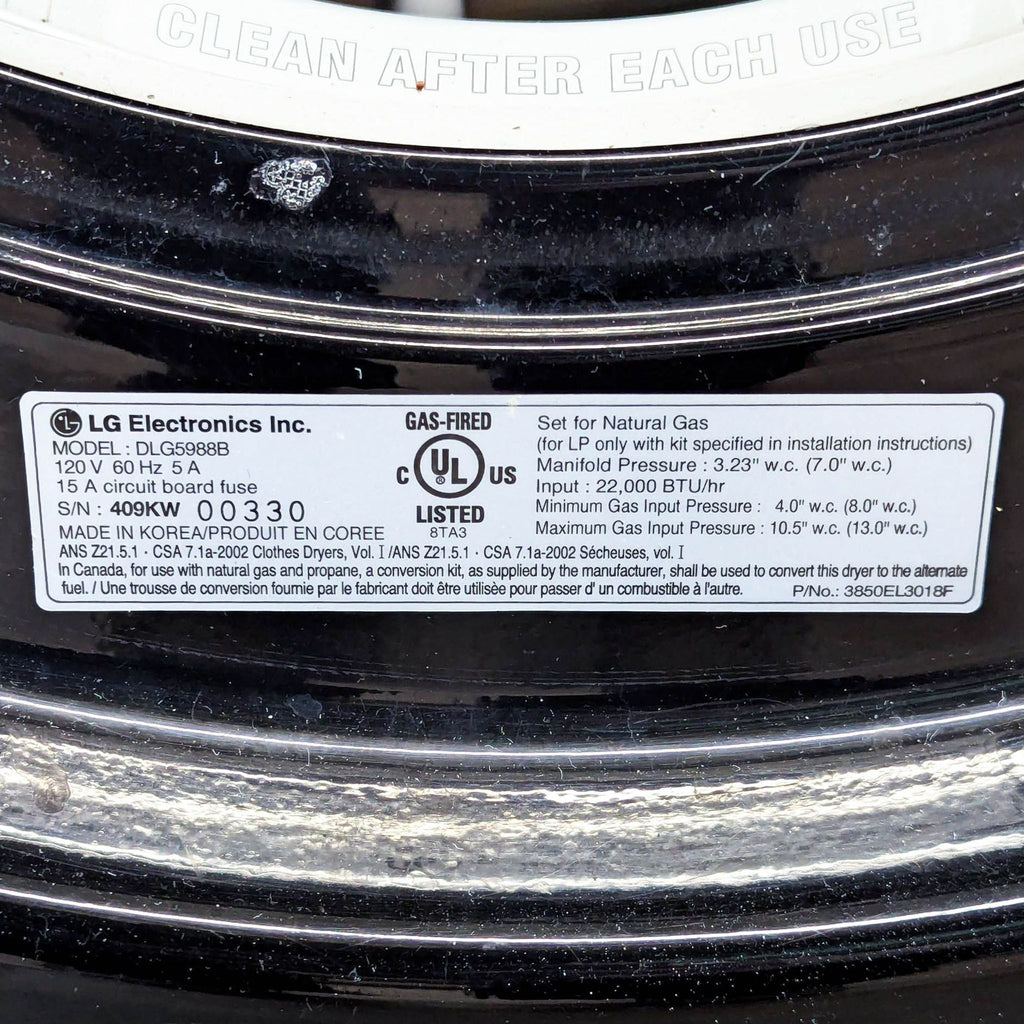 CLEAN AFTER EACH USE
LG Electronics Inc.
MODEL : DLG5988B
120 V 60 Hz 5 A
15 A circuit board fuse
S/N : 409KW 00330
MADE IN KOREA/PRODUIT EN COREE
GAS-FIRED
C UL US
LISTED
8TA3
Set for Natural Gas
(for LP only with kit specified in installation instructions)
Manifold Pressure : 3.23" w.c. (7.0" w.c.)
Input : 22,000 BTU/hr
Minimum Gas Input Pressure : 4.0" w.c. (8.0" w.c.)
Maximum Gas Input Pressure : 10.5" w.c. (13.0" w.c.)
ANS Z21.5.1 · CSA 7.1a-2002 Clothes Dryers, Vol. I /ANS Z21.5.1 · CSA 7.1a-2002 Sécheuses, vol. I
In Canada, for use with natural gas and propane, a conversion kit, as supplied by the manufacturer, shall be used to convert this dryer to the alternate
fuel. / Une trousse de conversion fournie par le fabricant doit être utilisèe pour passer d' un combustible à l'autre.
P/No.: 3850EL3018F